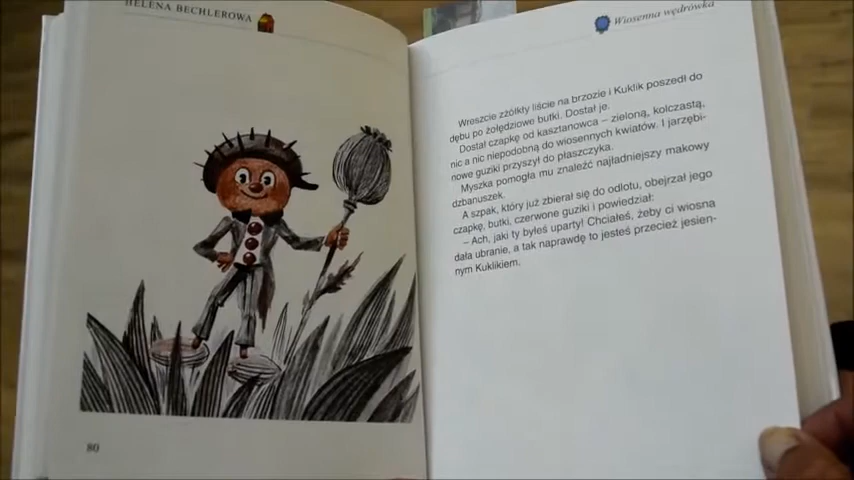 HELENA BECHLEROWA
80
Wiosenna wędrówka
Wreszcie zżółkły liście na brzozie i Kuklik poszedł do
dębu po żołędziowe butki. Dostał je.
Dostał czapkę od kasztanowca – zieloną, kolczastą,
nic a nic niepodobną do wiosennych kwiatów. I jarzębi-
nowe guziki przyszył do płaszczyka.
Myszka pomogła mu znaleźć najładniejszy makowy
dzbanuszek.
A szpak, który już zbierał się do odlotu, obejrzał jego
czapkę, butki, czerwone guziki i powiedział:
– Ach, jaki ty byłeś uparty! Chciałeś, żeby ci wiosna
dała ubranie, a tak naprawdę to jesteś przecież jesien-
nym Kuklikiem.